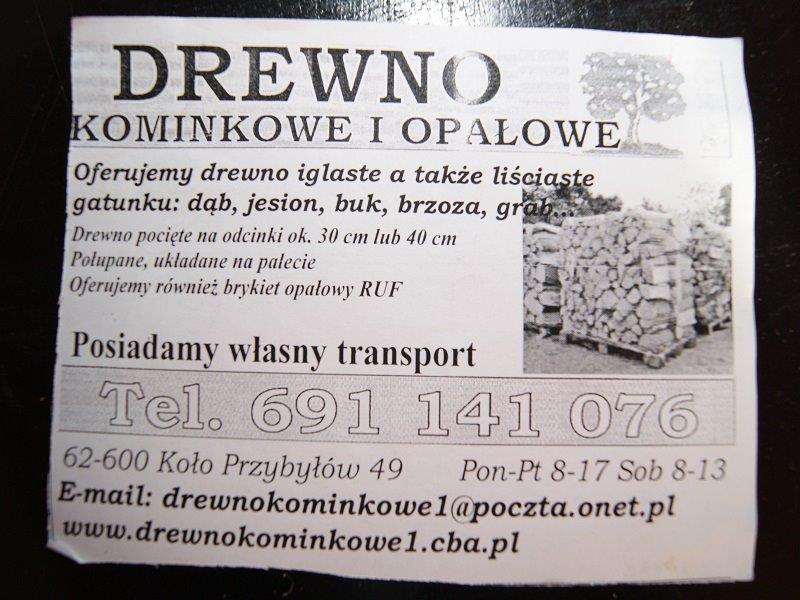 DREWNO
KOMINKOWE I OPAŁOWE
Oferujemy drewno iglaste a także liściaste
gatunku: dąb, jesion, buk, brzoza, grab...
Drewno pocięte na odcinki ok. 30 cm lub 40 cm
Połupane, układane na palecie
Oferujemy również brykiet opałowy RUF
Posiadamy własny transport
Tel. 691 141 076
62-600 Koło Przybyłów 49 Pon-Pt 8-17 Sob 8-13
E-mail: drewnokominkowe1@poczta.onet.pl
www.drewnokominkowe1.cba.pl